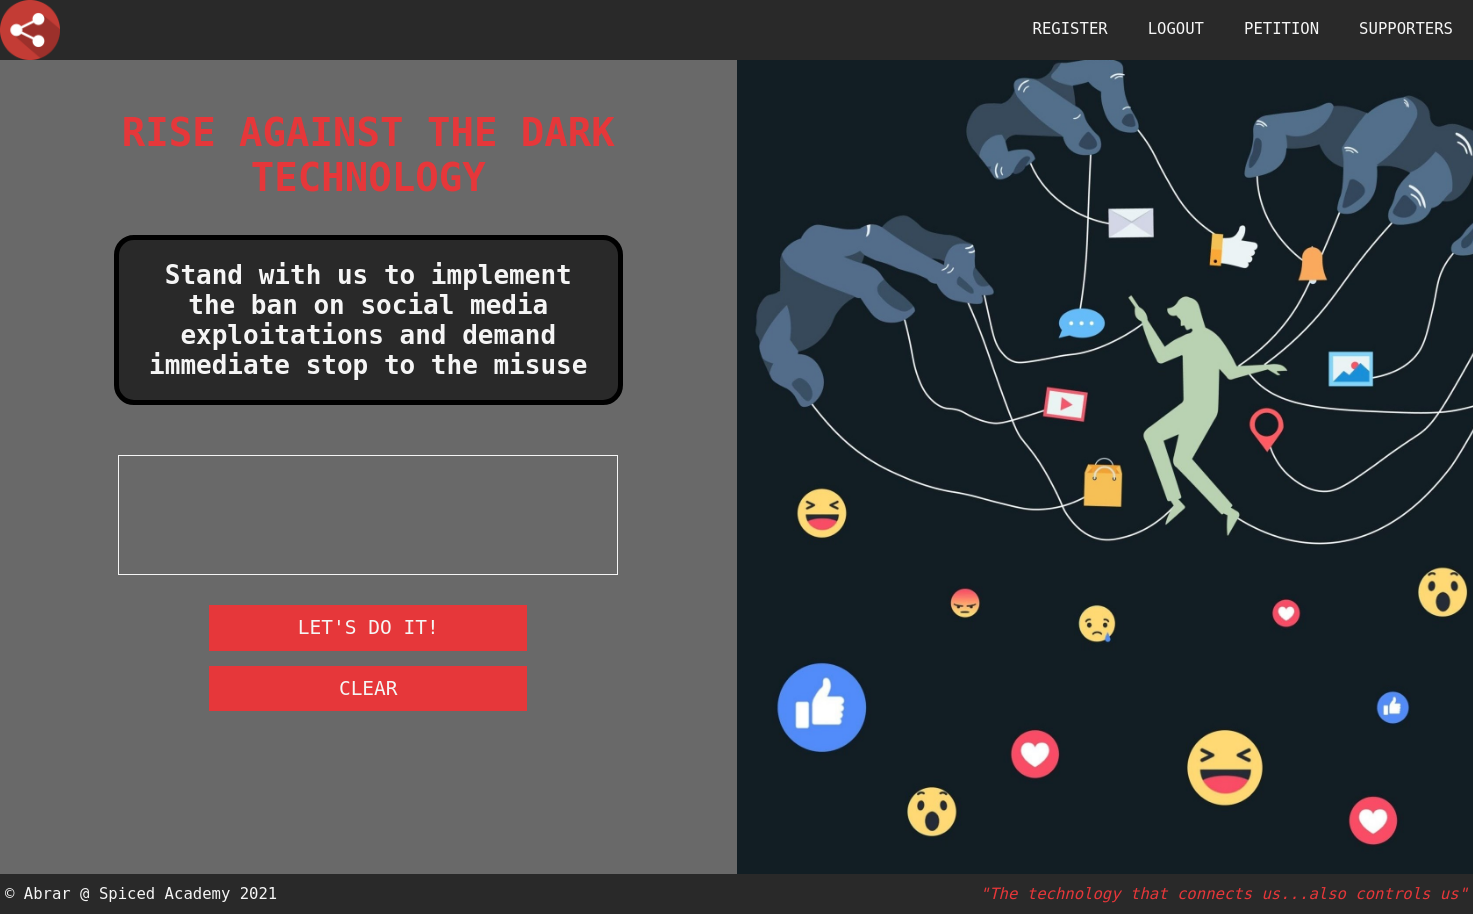 REGISTER LOGOUT PETITION SUPPORTERS
RISE AGAINST THE DARK
TECHNOLOGY
Stand with us to implement
the ban on social media
exploitations and demand
immediate stop to the misuse
LET'S DO IT!
CLEAR
© Abrar @ Spiced Academy 2021
"The technology that connects us...also controls us"